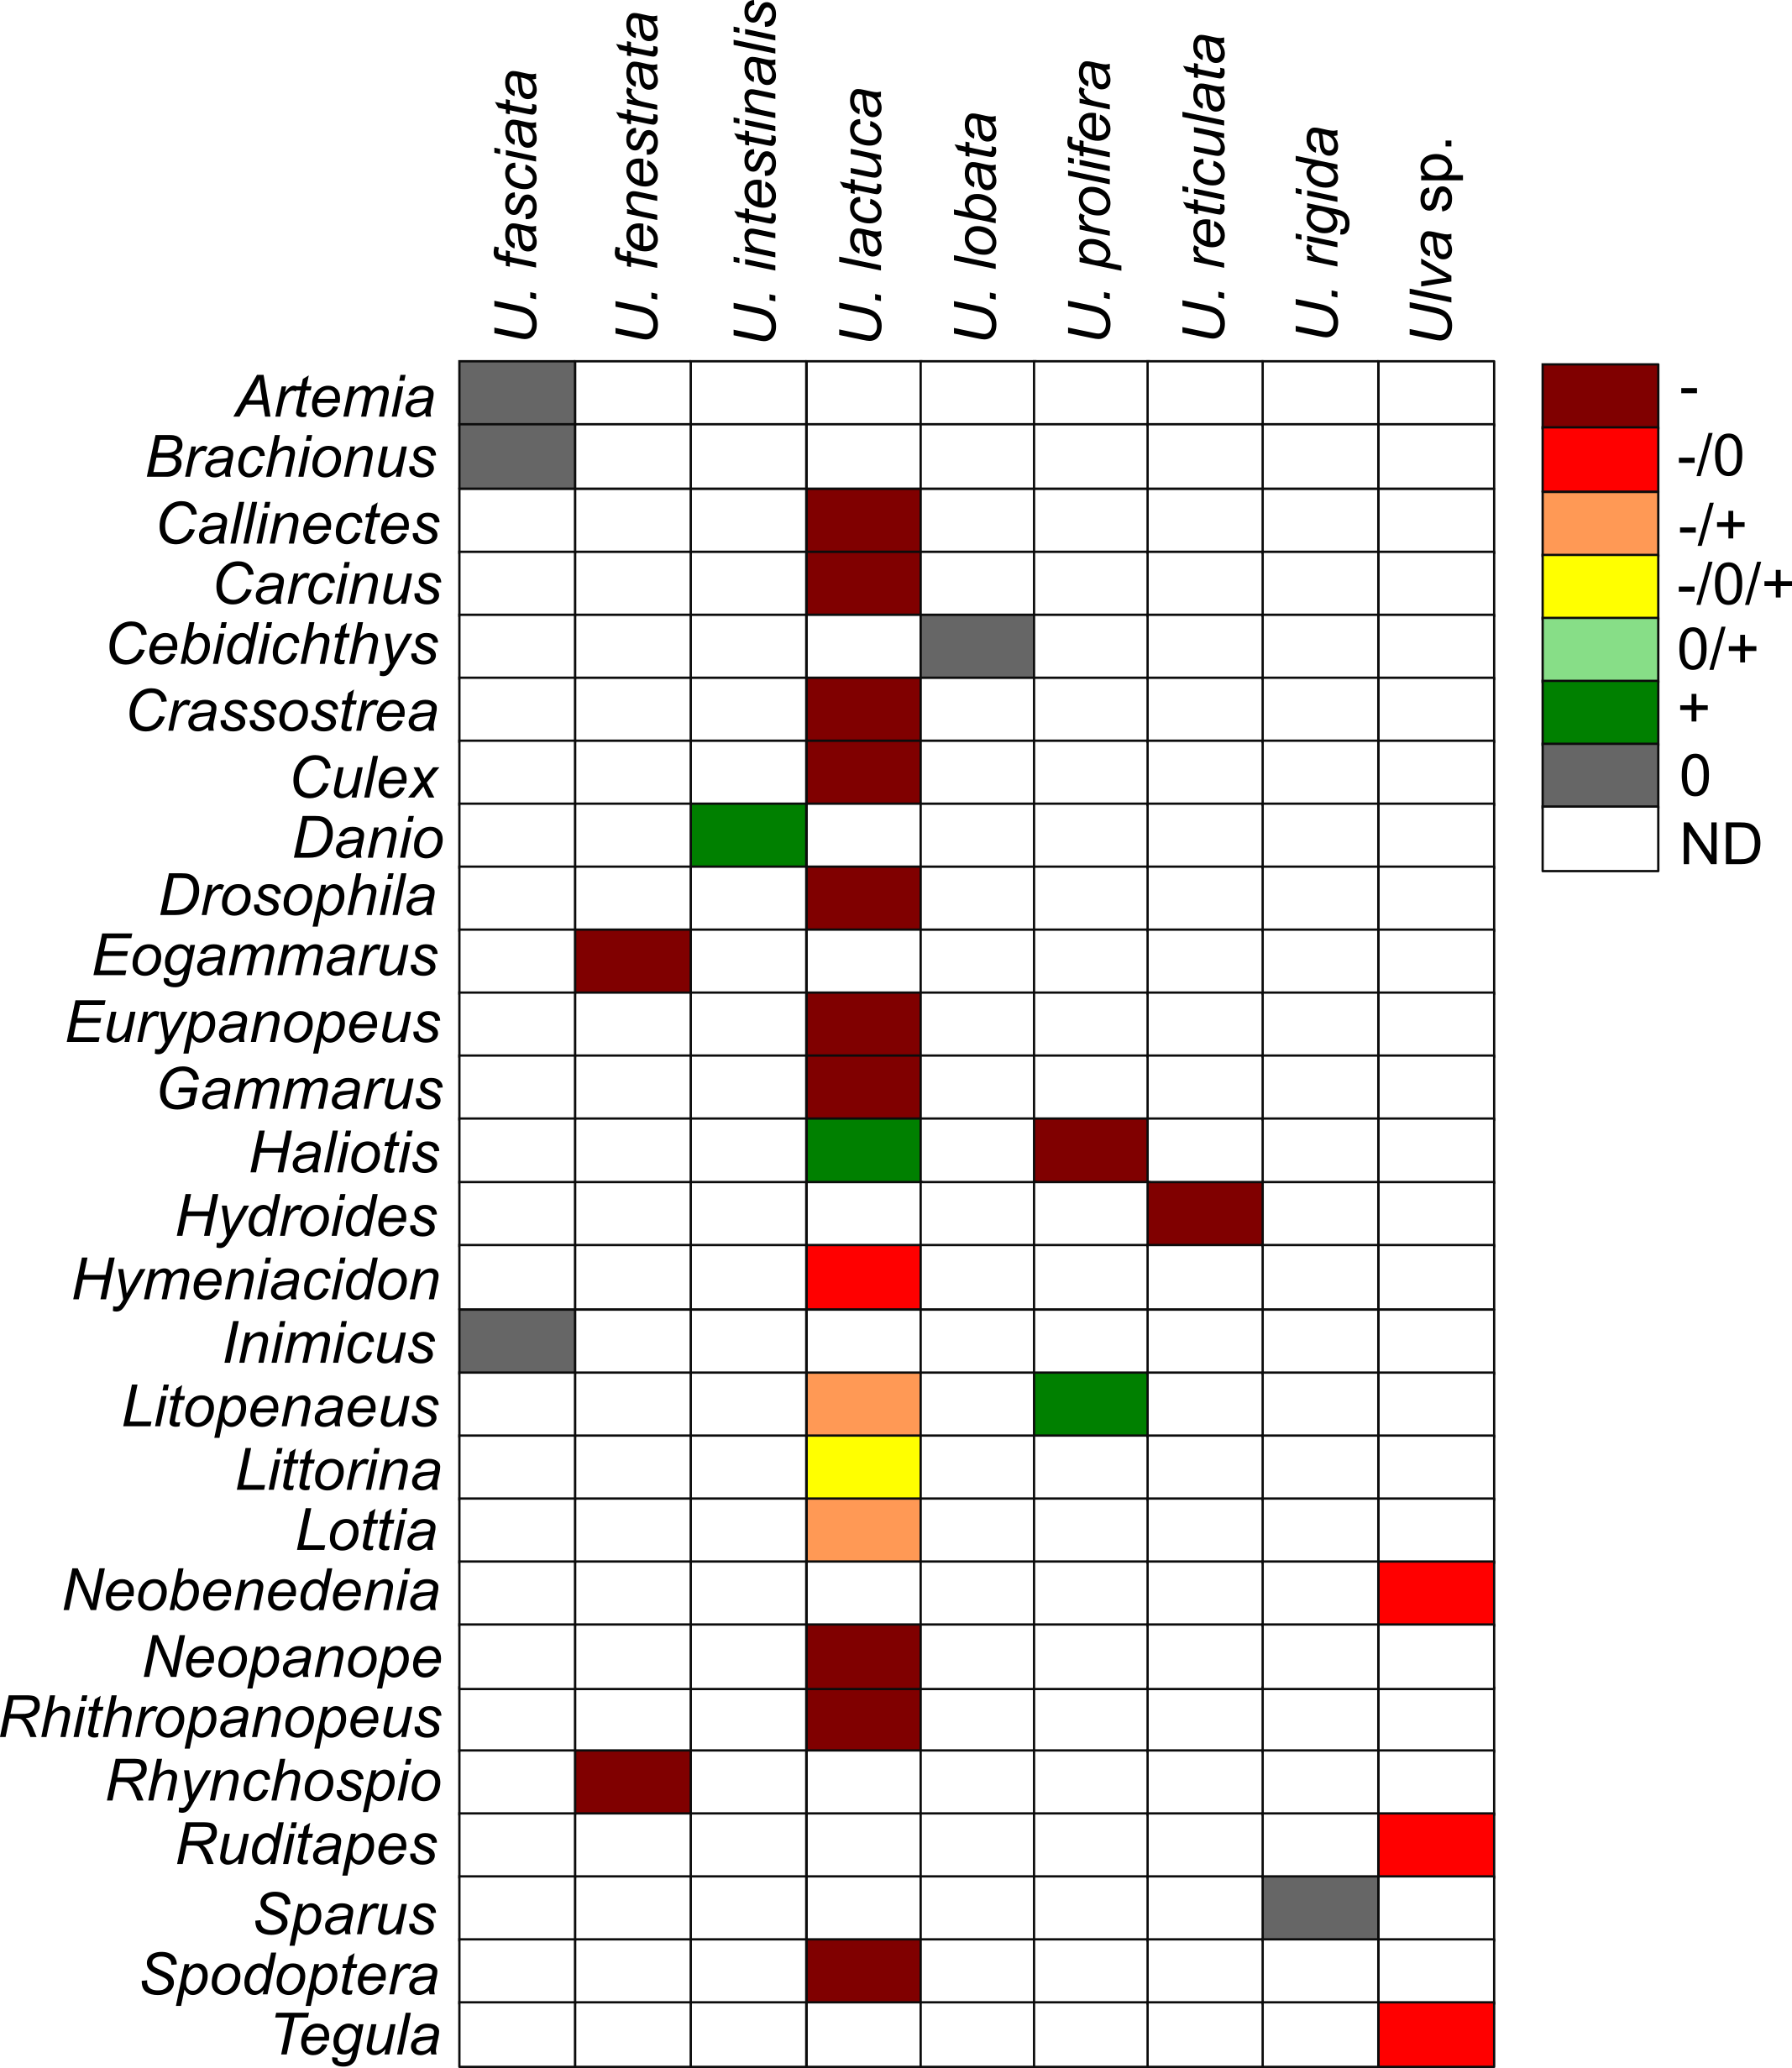 U. fasciata
U. fenestrata
U. intestinalis
U. lactuca
U. lobata
U. prolifera
U. reticulata
U. rigida
Ulva sp.
Artemia
Brachionus
Callinectes
Carcinus
Cebidichthys
Crassostrea
Culex
Danio
Drosophila
Eogammarus
Eurypanopeus
Gammarus
Haliotis
Hydroides
Hymeniacidon
Inimicus
Litopenaeus
Littorina
Lottia
Neobenedenia
Neopanope
Rhithropanopeus
Rhynchospio
Ruditapes
Sparus
Spodoptera
Tegula
-
-/0
-/+
-/0/+
0/+
+
0
ND